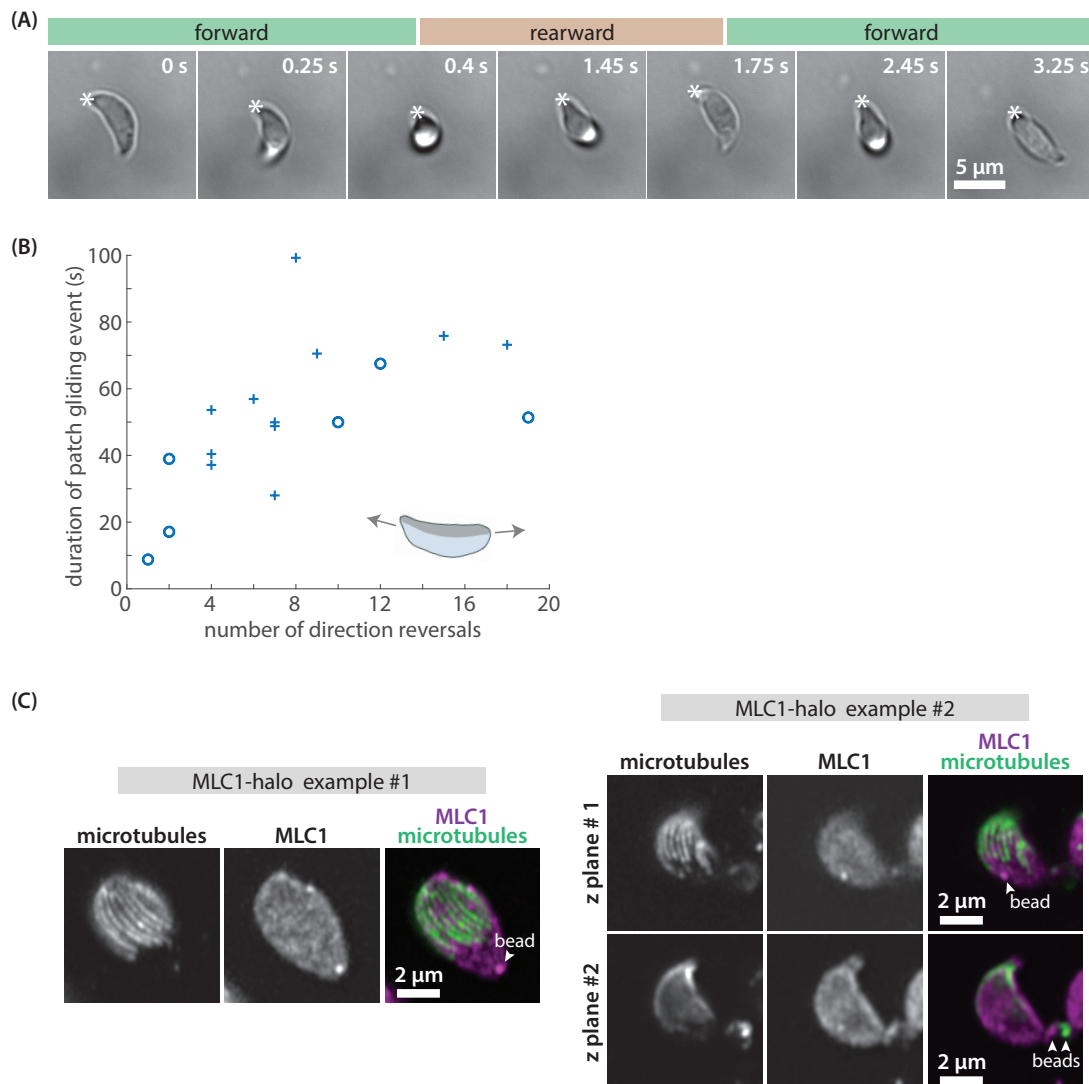 (A)
forward rearward forward
0 s 0.25 s 0.4 s 1.45 s 1.75 s 2.45 s 3.25 s
* * * * * * *
5 µm
(B)
duration of patch gliding event (s)
100
80
60
40
20
0
0 4 8 12 16 20
number of direction reversals
(C)
MLC1-halo example #1
microtubules MLC1 MLC1
microtubules
bead
2 µm
MLC1-halo example #2
microtubules MLC1 MLC1
microtubules
z plane # 1
bead
2 µm
z plane #2
beads
2 µm